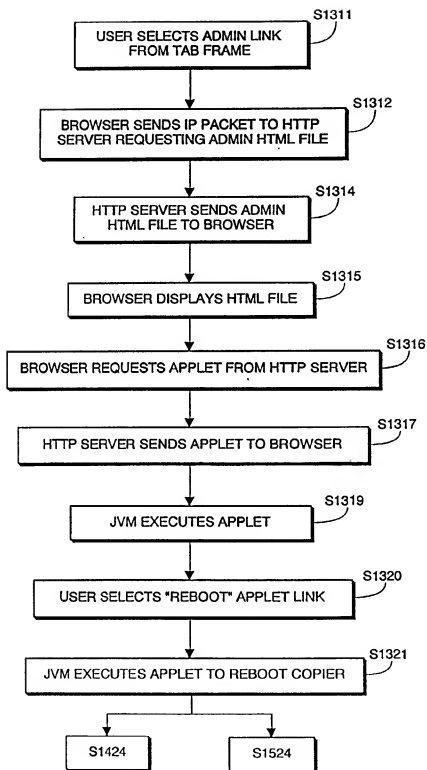 S1311
USER SELECTS ADMIN LINK
FROM TAB FRAME
S1312
BROWSER SENDS IP PACKET TO HTTP
SERVER REQUESTING ADMIN HTML FILE
S1314
HTTP SERVER SENDS ADMIN
HTML FILE TO BROWSER
S1315
BROWSER DISPLAYS HTML FILE
S1316
BROWSER REQUESTS APPLET FROM HTTP SERVER
S1317
HTTP SERVER SENDS APPLET TO BROWSER
S1319
JVM EXECUTES APPLET
S1320
USER SELECTS "REBOOT" APPLET LINK
S1321
JVM EXECUTES APPLET TO REBOOT COPIER
S1424
S1524